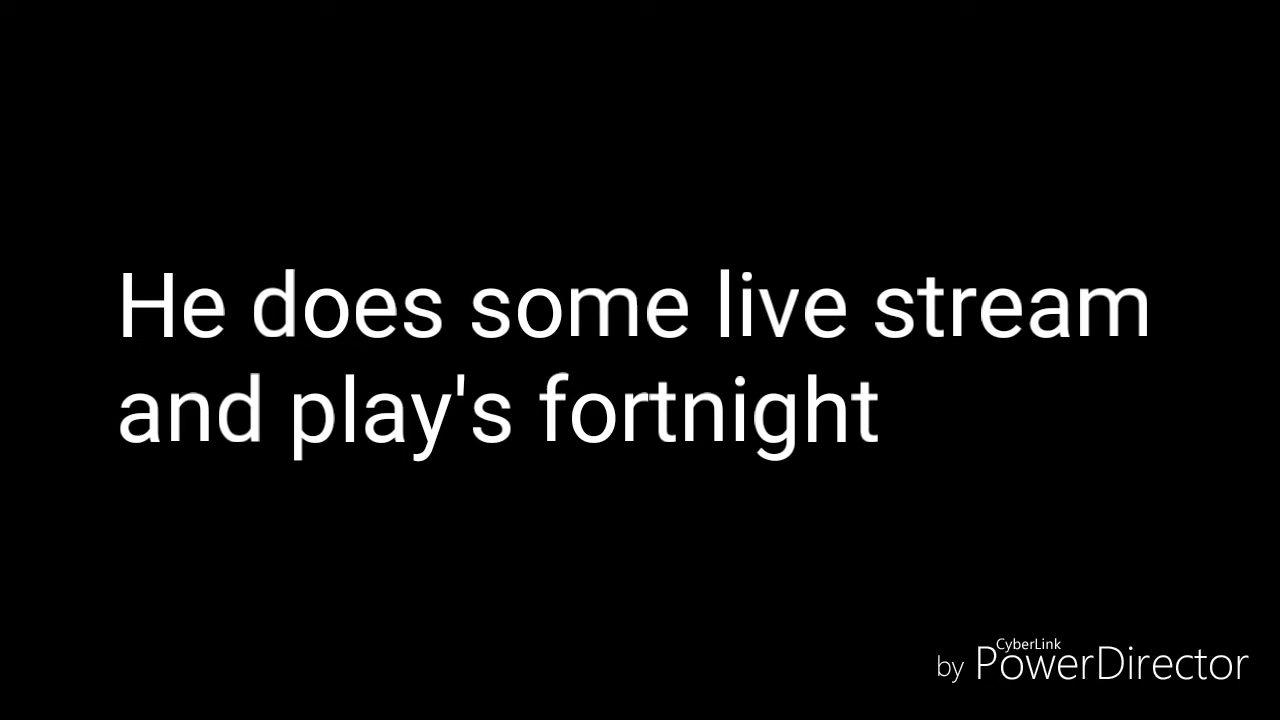 He does some live stream
and play's fortnight
CyberLink
by PowerDirector